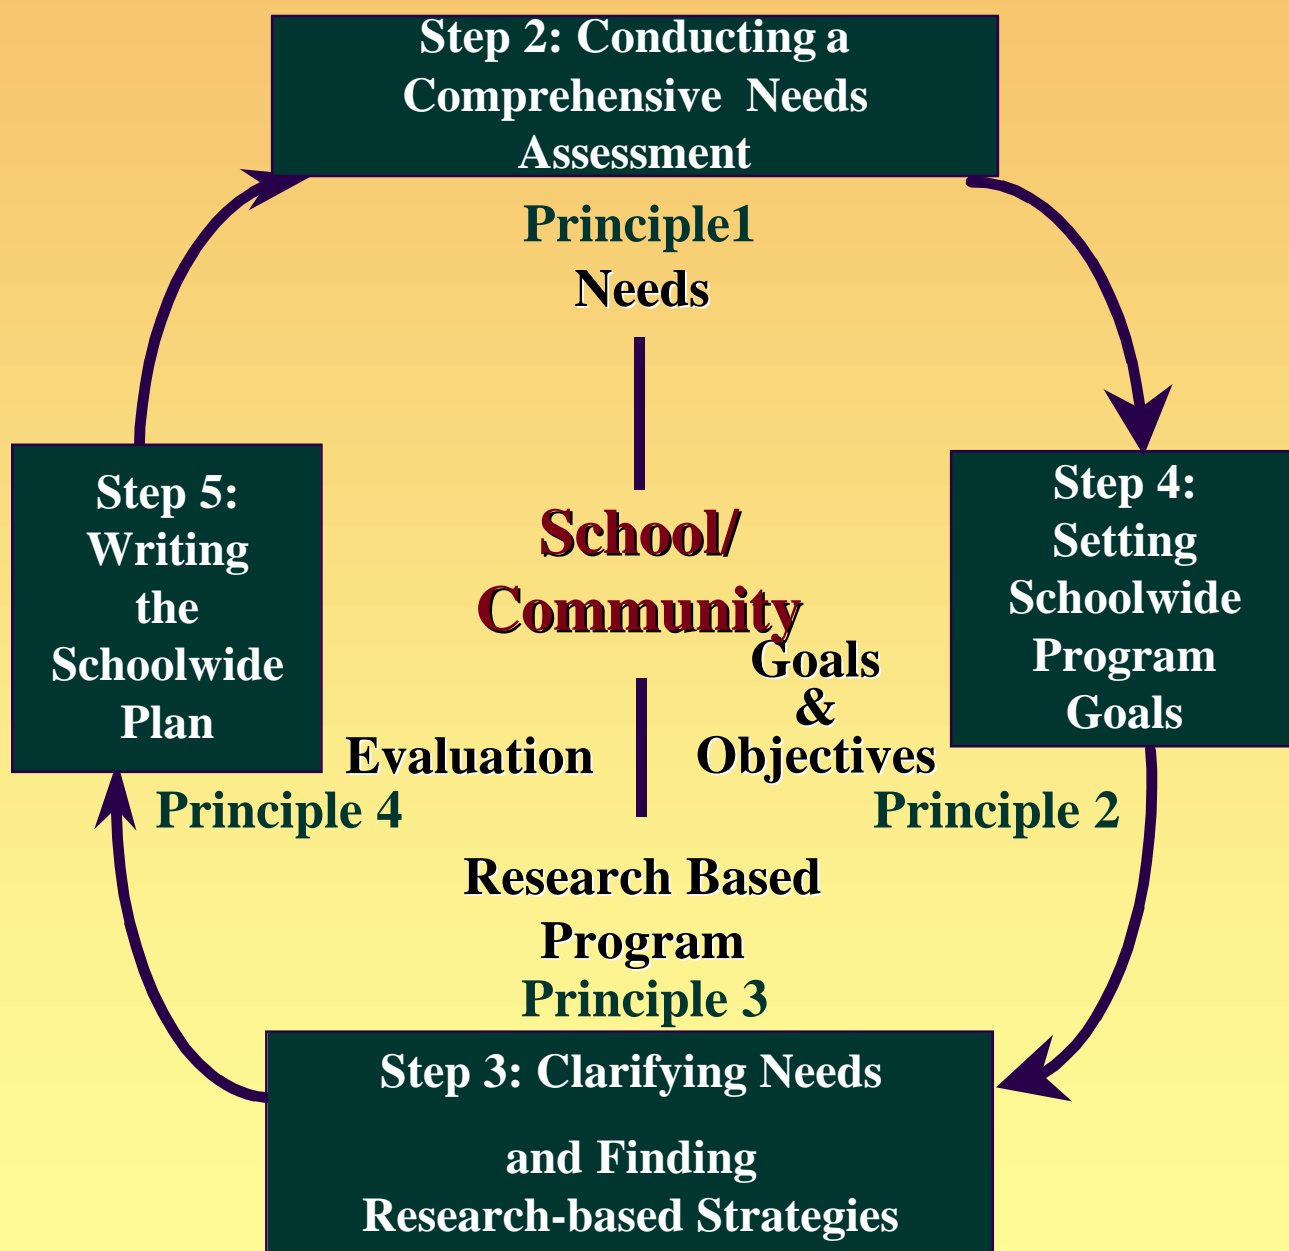 Step 2: Conducting a
Comprehensive Needs
Assessment
Principle1
Needs
Step 5:
Writing
the
Schoolwide
Plan
School/
Community
Step 4:
Setting
Schoolwide
Program
Goals
Goals
&
Objectives
Evaluation
Principle 4
Principle 2
Research Based
Program
Principle 3
Step 3: Clarifying Needs
and Finding
Research-based Strategies